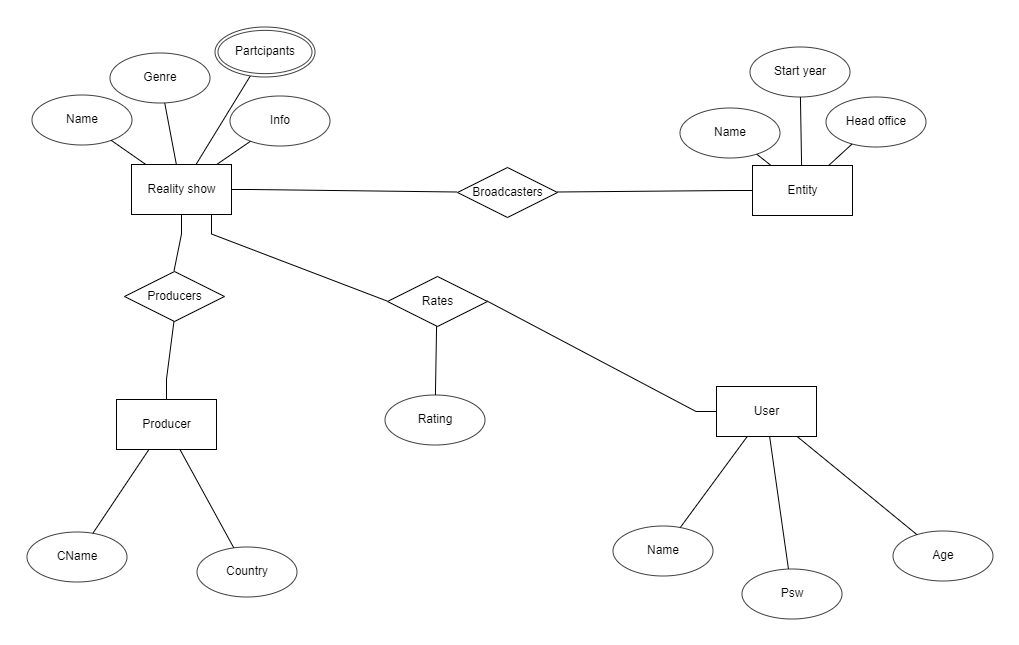 Partcipants
Genre
Name
Info
Reality show
Start year
Name
Head office
Entity
Broadcasters
Producers
Rates
Rating
Producer
User
CName
Country
Name
Psw
Age